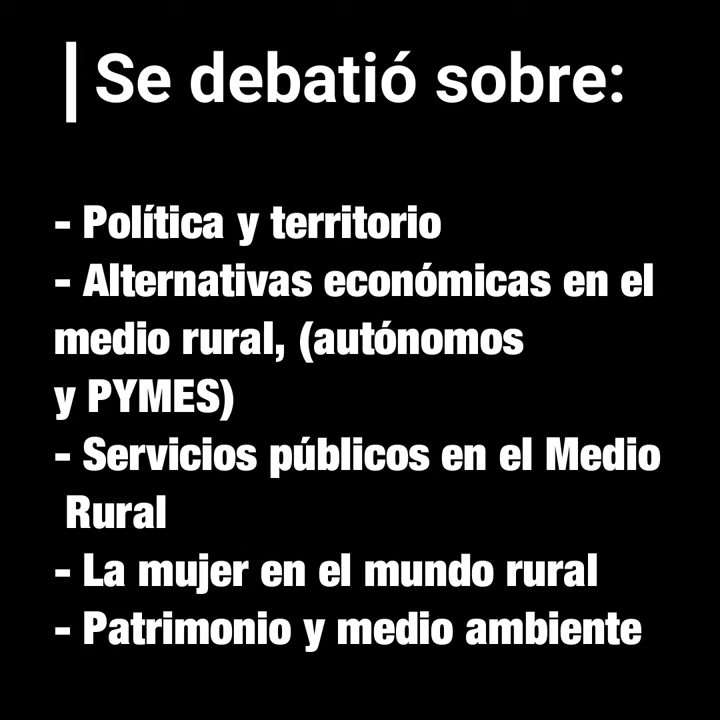 Se debatió sobre:
- Política y territorio
- Alternativas económicas en el
medio rural, (autónomos
y PYMES)
- Servicios públicos en el Medio
Rural
- La mujer en el mundo rural
- Patrimonio y medio ambiente